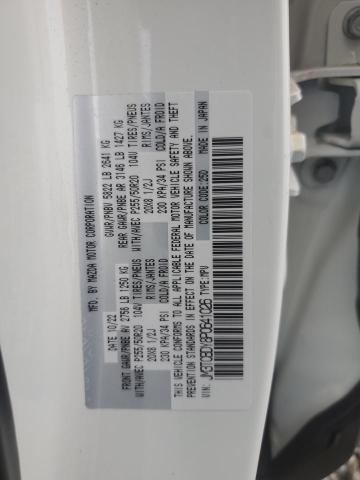 MFD. BY MAZDA MOTOR CORPORATION
DATE: 10/22 GVWR/PNBV 5822 LB 2641 KG
FRONT GAWR/PNBE AV 2756 LB 1250 KG REAR GAWR/PNBE AR 3146 LB 1427 KG
WITH/AVEC P255/50R20 104V TIRES/PNEUS WITH/AVEC P255/50R20 104V TIRES/PNEUS
20X8 1/2J RIMS/JANTES 20X8 1/2J RIMS/JANTES
230 KPA/34 PSI COLD/A FROID 230 KPA/34 PSI COLD/A FROID
THIS VEHICLE CONFORMS TO ALL APPLICABLE FEDERAL MOTOR VEHICLE SAFETY AND THEFT
PREVENTION STANDARDS IN EFFECT ON THE DATE OF MANUFACTURE SHOWN ABOVE.
TYPE:MPV COLOR CODE:25D MADE IN JAPAN